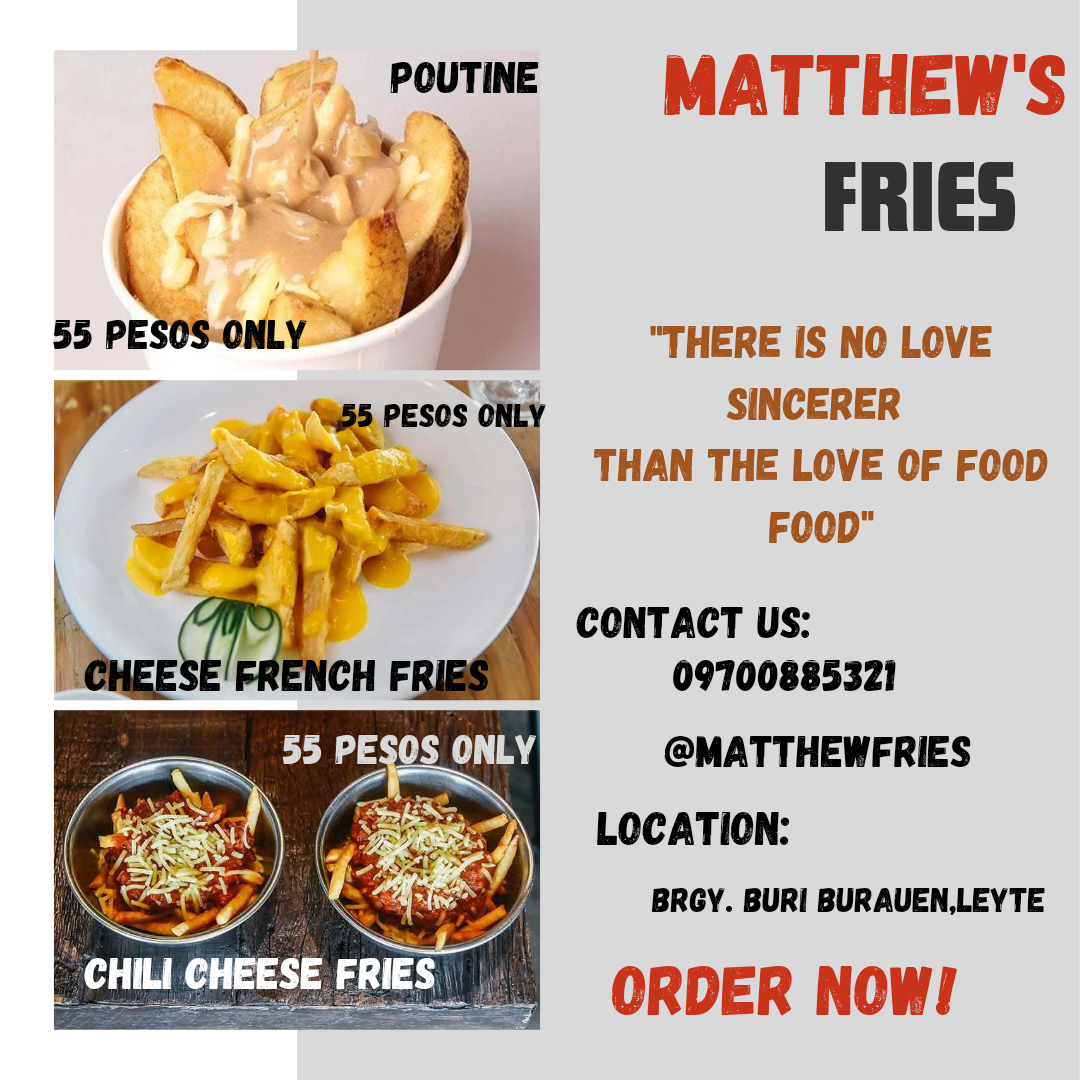 POUTINE
55 PESOS ONLY
55 PESOS ONLY
CHEESE FRENCH FRIES
55 PESOS ONLY
CHILI CHEESE FRIES
MATTHEW'S
FRIES
"THERE IS NO LOVE
SINCERER
THAN THE LOVE OF FOOD
FOOD"
CONTACT US:
09700885321
@MATTHEWFRIES
LOCATION:
BRGY. BURI BURAUEN,LEYTE
ORDER NOW!